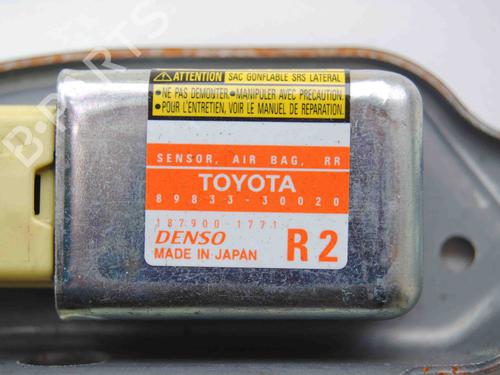 ATTENTION SAC GONFLABLE SRS LATERAL
•NE PAS DEMONTER.•MANIPULER AVEC PRECAUTION.
•POUR L'ENTRETIEN, VOIR LE MANUEL DE REPARATION.
SENSOR, AIR BAG, RR
TOYOTA
89833-30020
187900-1771
DENSO
MADE IN JAPAN
R2
B-PARTS